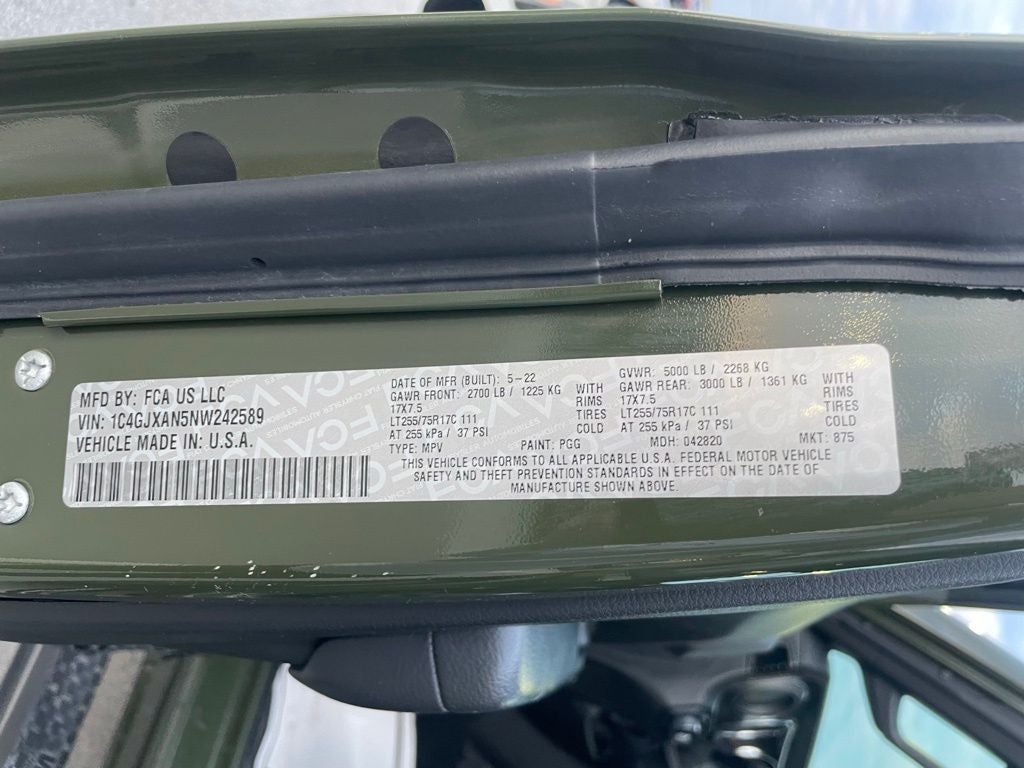 MFD BY: FCA US LLC
VIN: 1C4GJXAN5NW242589
VEHICLE MADE IN: U.S.A.
DATE OF MFR (BUILT): 5-22
GAWR FRONT: 2700 LB / 1225 KG WITH
17X7.5 RIMS
LT255/75R17C 111 TIRES
AT 255 kPa / 37 PSI COLD
GVWR: 5000 LB / 2268 KG
GAWR REAR: 3000 LB / 1361 KG WITH
17X7.5 RIMS
LT255/75R17C 111 TIRES
AT 255 kPa / 37 PSI COLD
TYPE: MPV PAINT: PGG MDH: 042820 MKT: 875
THIS VEHICLE CONFORMS TO ALL APPLICABLE U.S.A. FEDERAL MOTOR VEHICLE
SAFETY AND THEFT PREVENTION STANDARDS IN EFFECT ON THE DATE OF
MANUFACTURE SHOWN ABOVE.